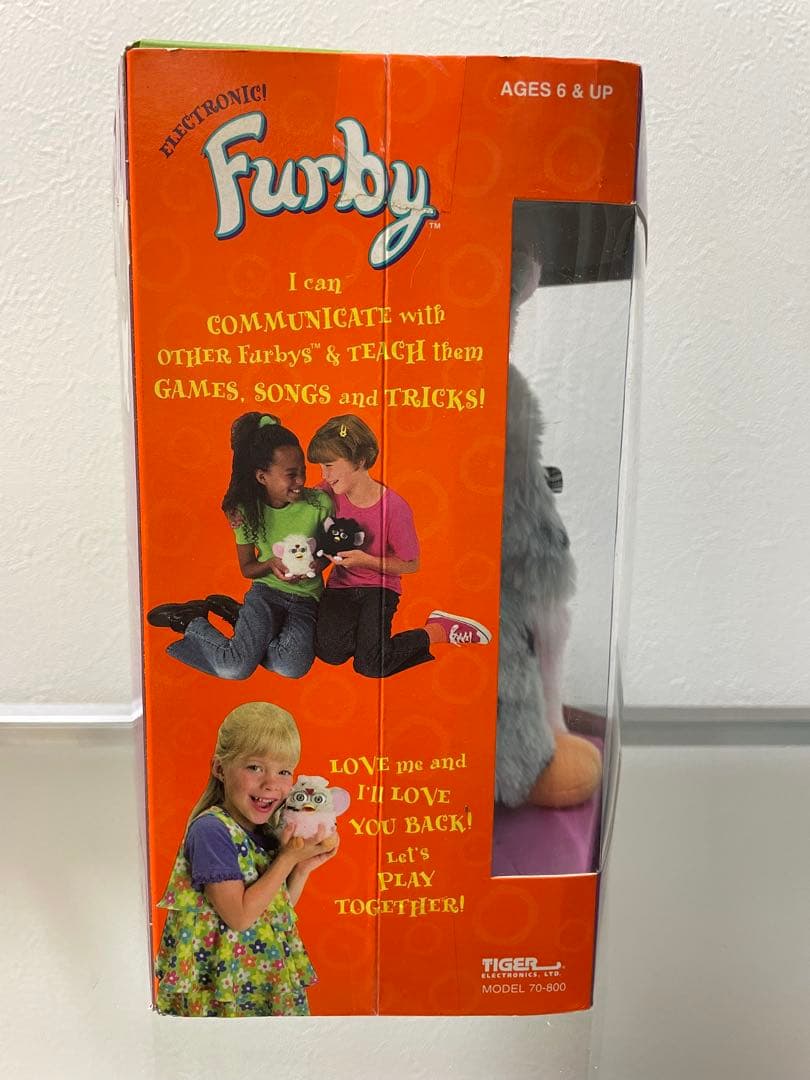 ELECTRONIC!
AGES 6 & UP
Furby™
I can
COMMUNICATE with
OTHER Furbys™ & TEACH them
GAMES, SONGS and TRICKS!
LOVE me and
I'll LOVE
YOU BACK!
Let's
PLAY
TOGETHER!
TIGER®
ELECTRONICS, LTD.
MODEL 70-800